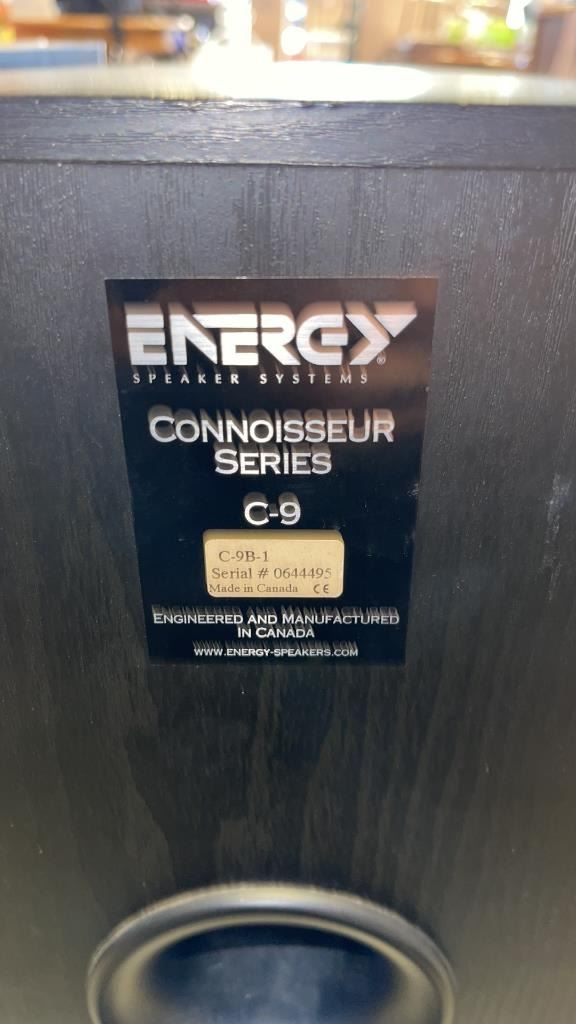 ENERGY®
SPEAKER SYSTEMS
CONNOISSEUR
SERIES
C-9
C-9B-1
Serial # 0644495
Made in Canada CE
ENGINEERED AND MANUFACTURED
IN CANADA
WWW.ENERGY-SPEAKERS.COM